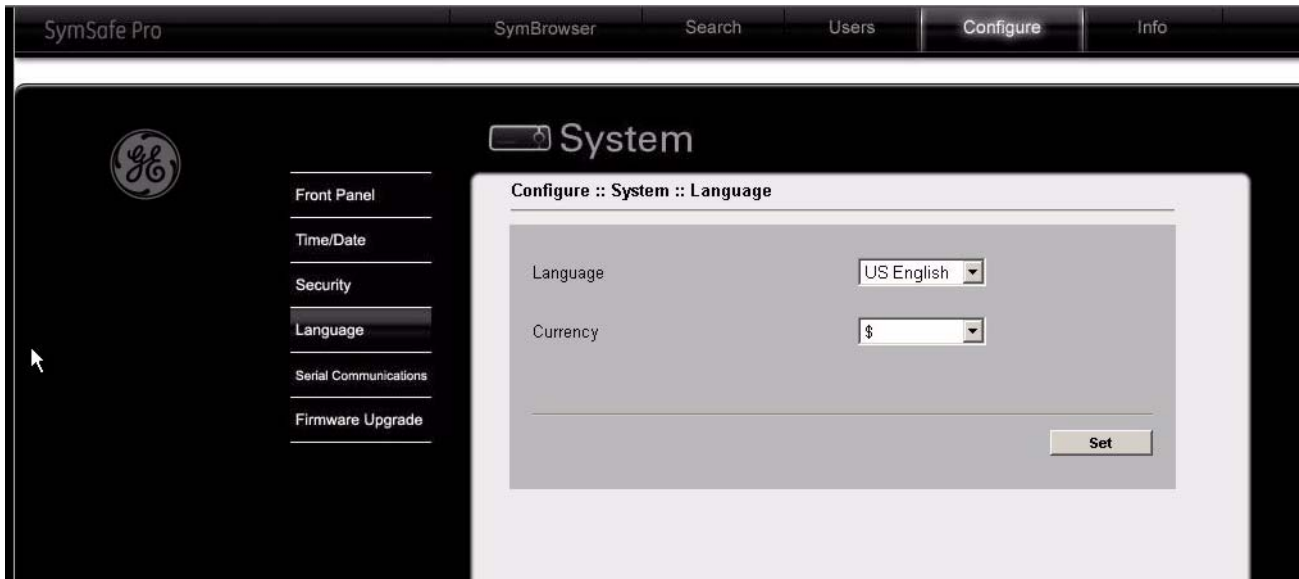 SymSafe Pro
SymBrowser
Search
Users
Configure
Info
GE
System
Front Panel
Time/Date
Security
Language
Serial Communications
Firmware Upgrade
Configure :: System :: Language
Language
US English
Currency
$
Set